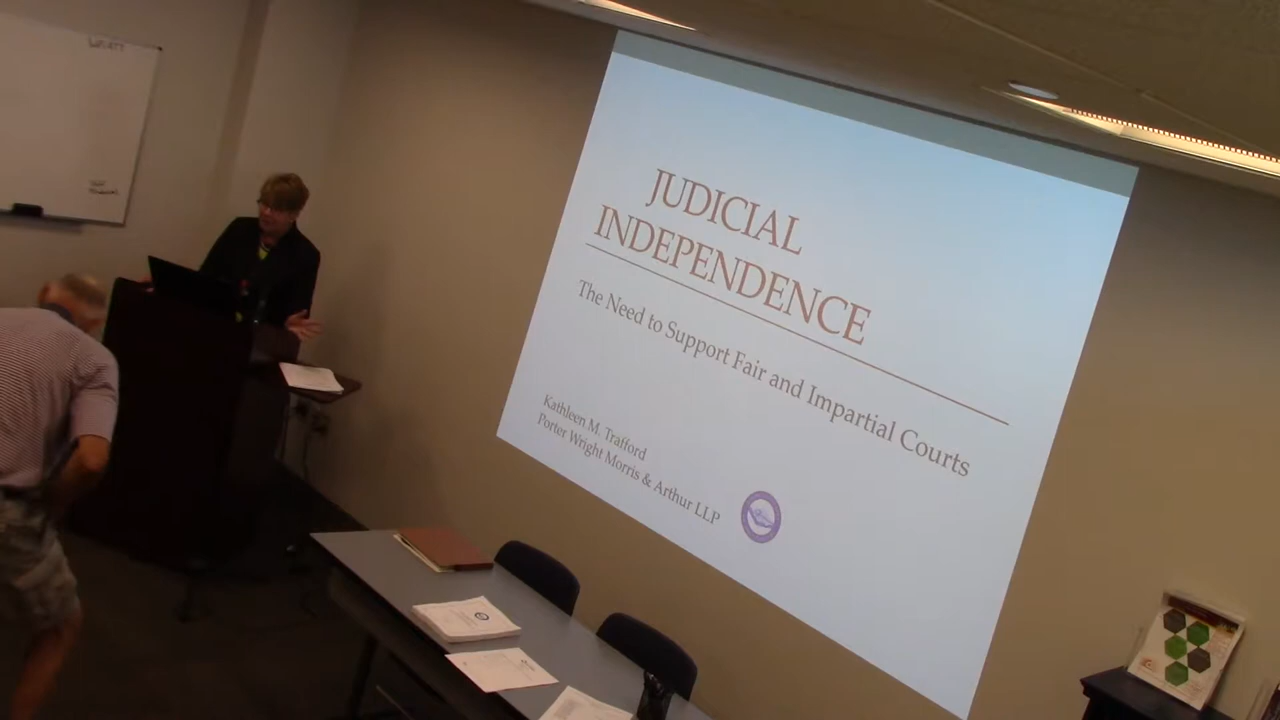 JUDICIAL
INDEPENDENCE
The Need to Support Fair and Impartial Courts
Kathleen M. Trafford
Porter Wright Morris & Arthur LLP